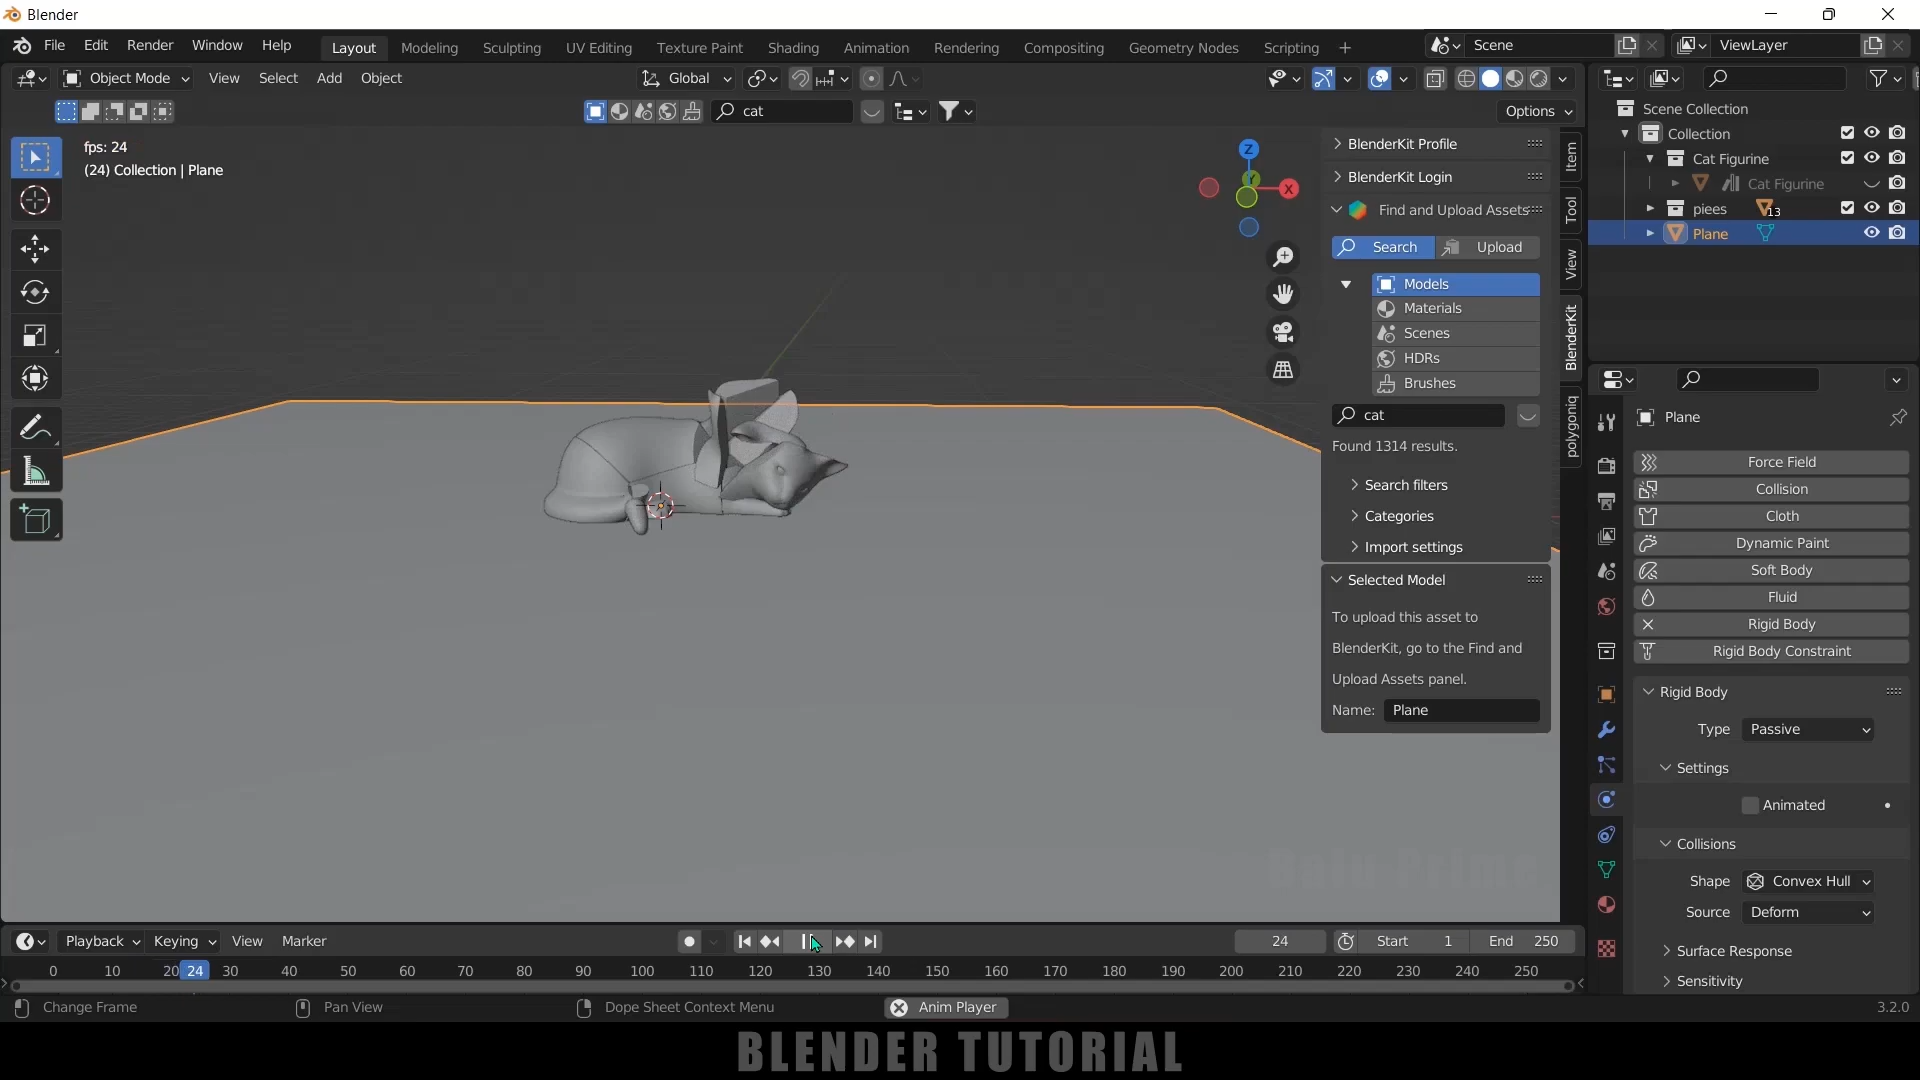 Blender
File Edit Render Window Help
Layout Modeling Sculpting UV Editing Texture Paint Shading Animation Rendering Compositing Geometry Nodes Scripting +
Scene
ViewLayer
Object Mode View Select Add Object
Global
cat
Options
fps: 24
(24) Collection | Plane
Z
Y
X
BlenderKit Profile
BlenderKit Login
Find and Upload Assets
Search Upload
Models
Materials
Scenes
HDRs
Brushes
cat
Found 1314 results.
Search filters
Categories
Import settings
Selected Model
To upload this asset to
BlenderKit, go to the Find and
Upload Assets panel.
Name: Plane
Item
Tool
View
BlenderKit
polygoniq
Scene Collection
Collection
Cat Figurine
Cat Figurine
piees 13
Plane
Plane
Force Field
Collision
Cloth
Dynamic Paint
Soft Body
Fluid
Rigid Body
Rigid Body Constraint
Rigid Body
Type Passive
Settings
Animated
Collisions
Shape Convex Hull
Source Deform
Surface Response
Sensitivity
Balu Prime
Playback Keying View Marker
24 Start 1 End 250
0 10 20 24 30 40 50 60 70 80 90 100 110 120 130 140 150 160 170 180 190 200 210 220 230 240 250
Change Frame Pan View Dope Sheet Context Menu Anim Player 3.2.0
BLENDER TUTORIAL